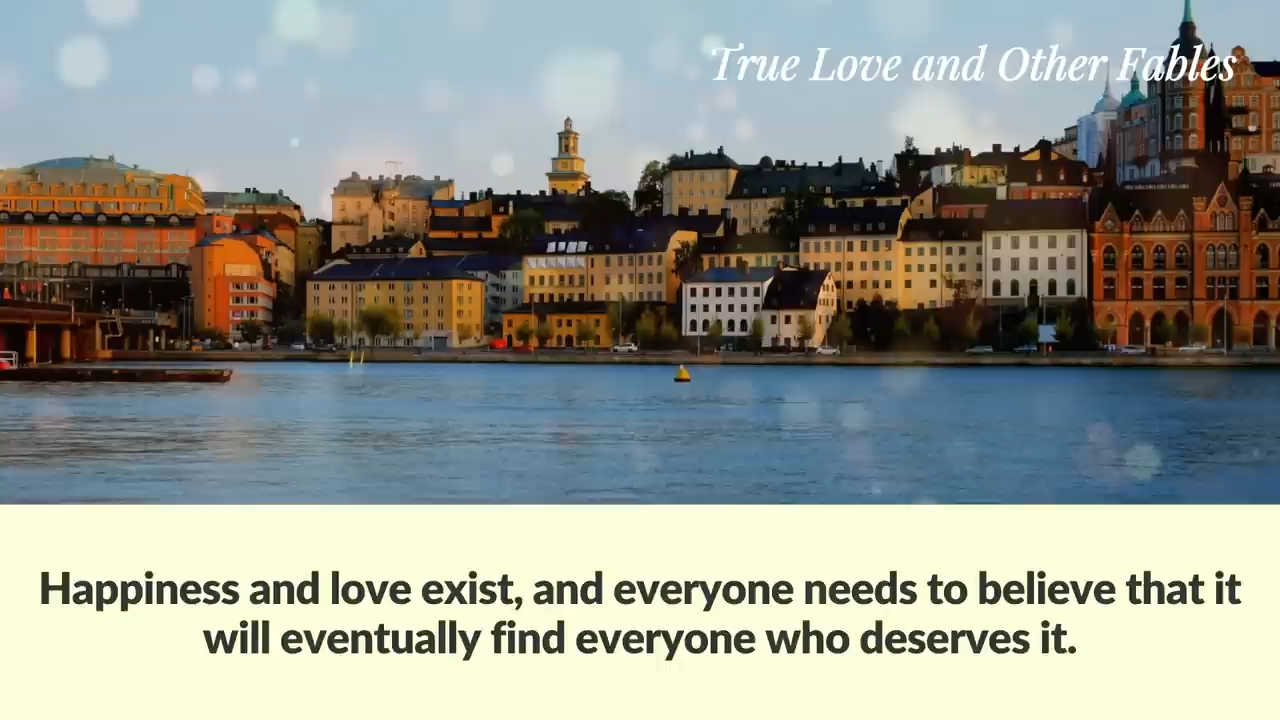 True Love and Other Fables
Happiness and love exist, and everyone needs to believe that it
will eventually find everyone who deserves it.